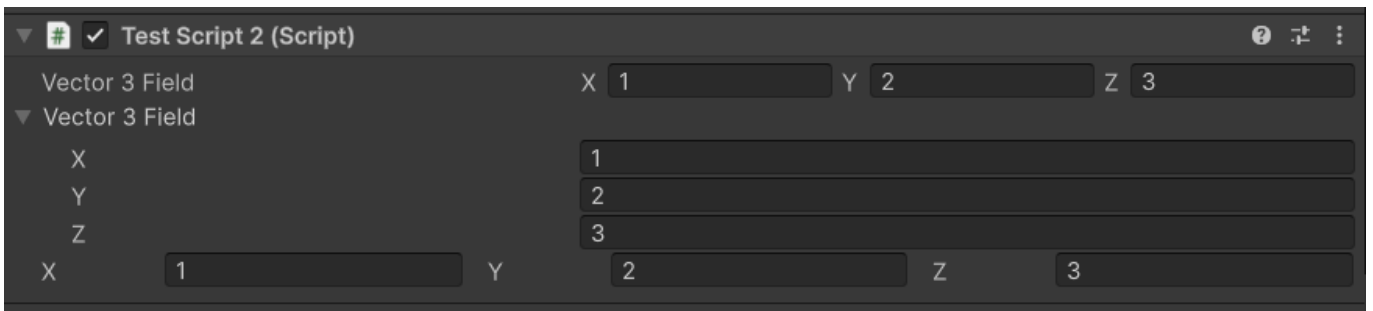 # Test Script 2 (Script) ?
Vector 3 Field X 1 Y 2 Z 3
Vector 3 Field
X 1
Y 2
Z 3
X 1 Y 2 Z 3